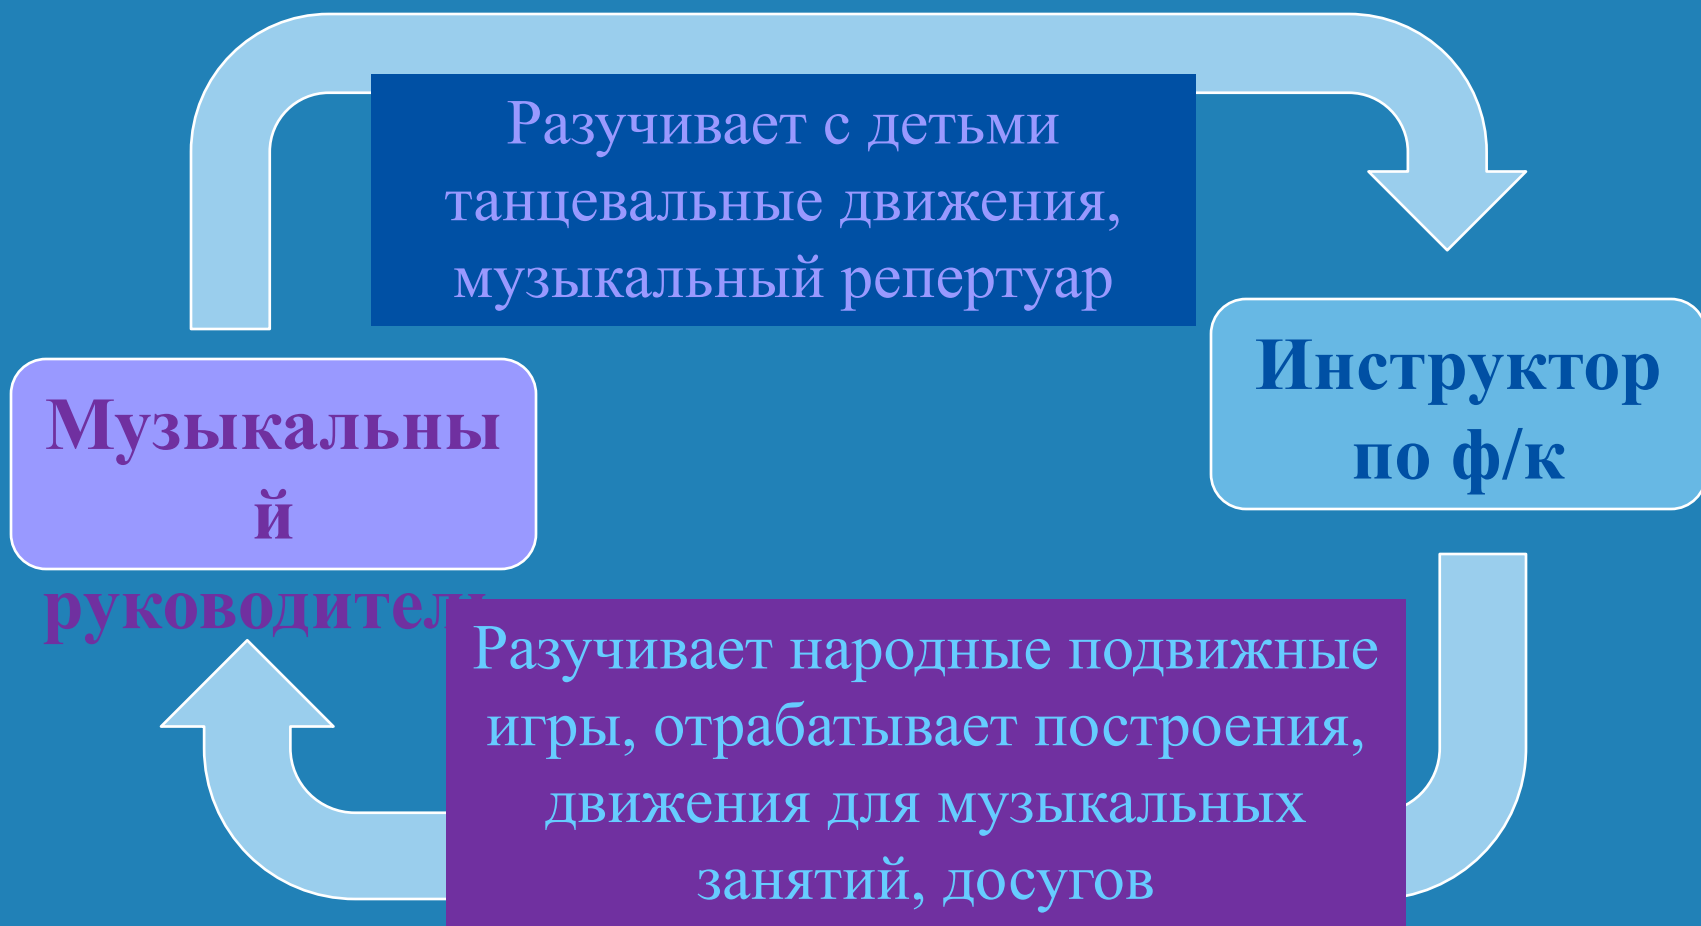 Разучивает с детьми
танцевальные движения,
музыкальный репертуар
Инструктор
по ф/к
Музыкальны
й
руководитель
Разучивает народные подвижные
игры, отрабатывает построения,
движения для музыкальных
занятий, досугов